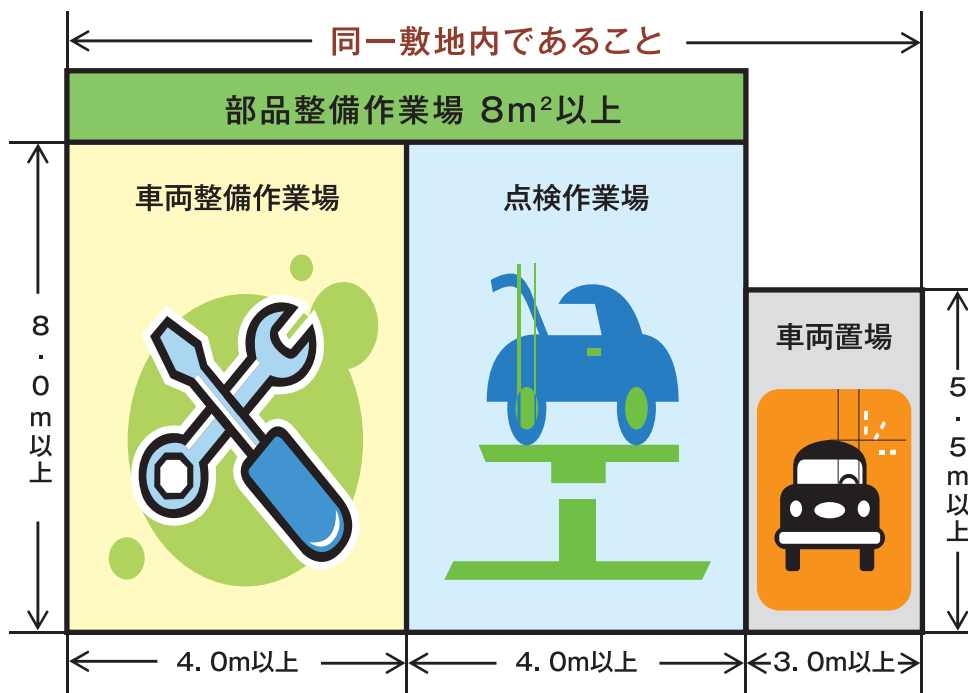 同一敷地内であること
部品整備作業場 8m²以上
車両整備作業場
点検作業場
車両置場
8.0m以上
5.5m以上
4.0m以上
4.0m以上
3.0m以上